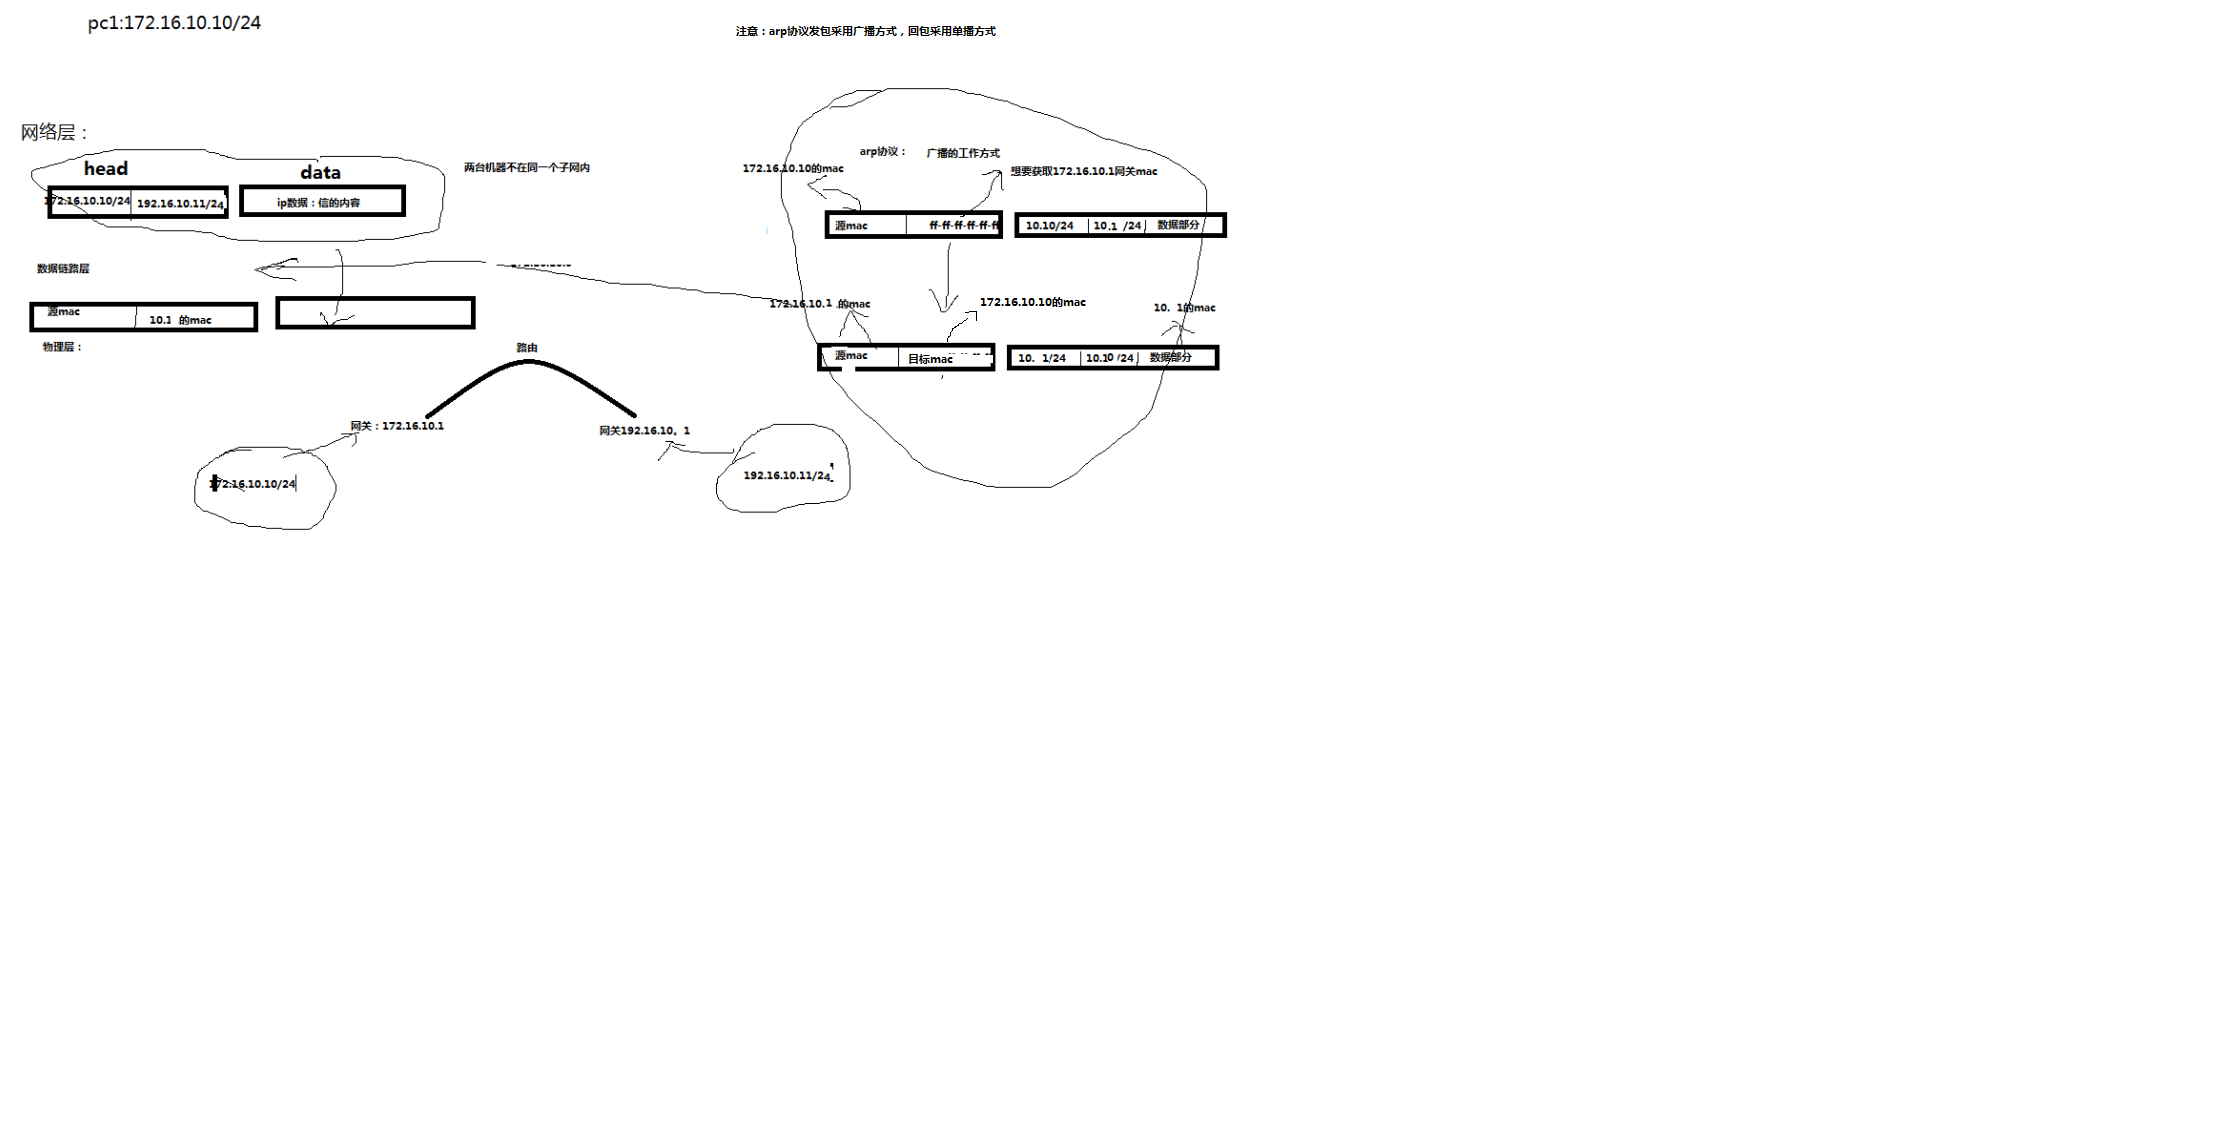 pc1:172.16.10.10/24
注意：arp协议发包采用广播方式，回包采用单播方式
网络层：
head
data
172.16.10.10/24 192.16.10.11/24
ip数据：信的内容
两台机器不在同一个子网内
arp协议：
广播的工作方式
172.16.10.10的mac
想要获取172.16.10.1网关mac
源mac ff-ff-ff-ff-ff-ff
10.10/24 10.1 /24 数据部分
数据链路层
源mac 10.1 的mac
172.16.10.1 的mac
172.16.10.10的mac
10. 1的mac
源mac 目标mac
10. 1/24 10.10 /24 数据部分
物理层：
路由
网关：172.16.10.1
网关192.16.10。1
172.16.10.10/24
192.16.10.11/24